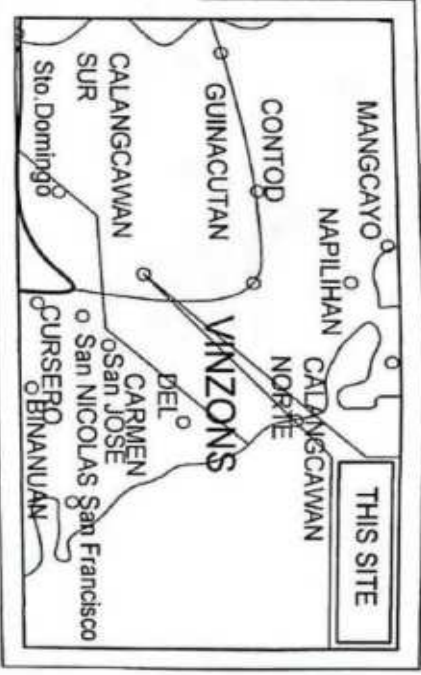 MANGCAYO
THIS SITE
NAPILIHAN
CALANGCAWAN
NORTE
CONTOD
GUINACUTAN
VINZONS
DEL
CARMEN
CALANGCAWAN
SUR
San JOSE
San NICOLAS
San Francisco
Sto.Domingo
CURSERO
BINANUAN